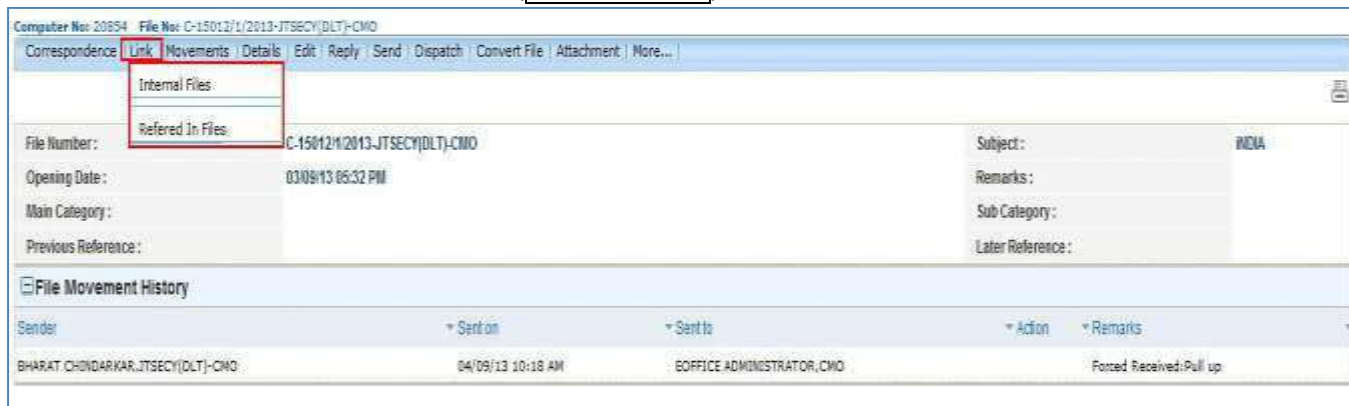 Computer No: 20854 File No: C-15012/1/2013-JTSECY(DLT)-CMO
Correspondence | Link | Movements | Details | Edit | Reply | Send | Dispatch | Convert File | Attachment | More... |
Internal Files
Refered In Files
File Number : C-15012/1/2013-JTSECY(DLT)-CMO Subject : INDIA
Opening Date : 03/09/13 05:32 PM Remarks :
Main Category : Sub Category :
Previous Reference : Later Reference :
File Movement History
Sender Sent on Sent to Action Remarks
BHARAT CHINDARKAR,JTSECY(DLT)-CMO 04/09/13 10:18 AM EOFFICE ADMINISTRATOR,CMO Forced Received:Pull up